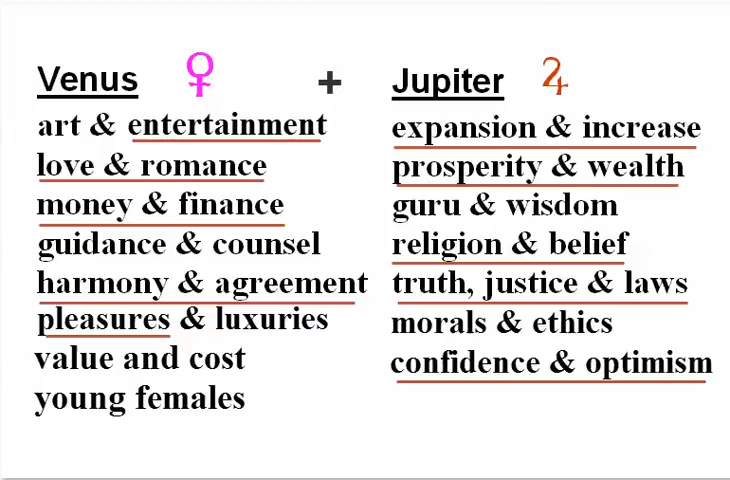 Venus ♀ + Jupiter ♃
art & entertainment
love & romance
money & finance
guidance & counsel
harmony & agreement
pleasures & luxuries
value and cost
young females
expansion & increase
prosperity & wealth
guru & wisdom
religion & belief
truth, justice & laws
morals & ethics
confidence & optimism